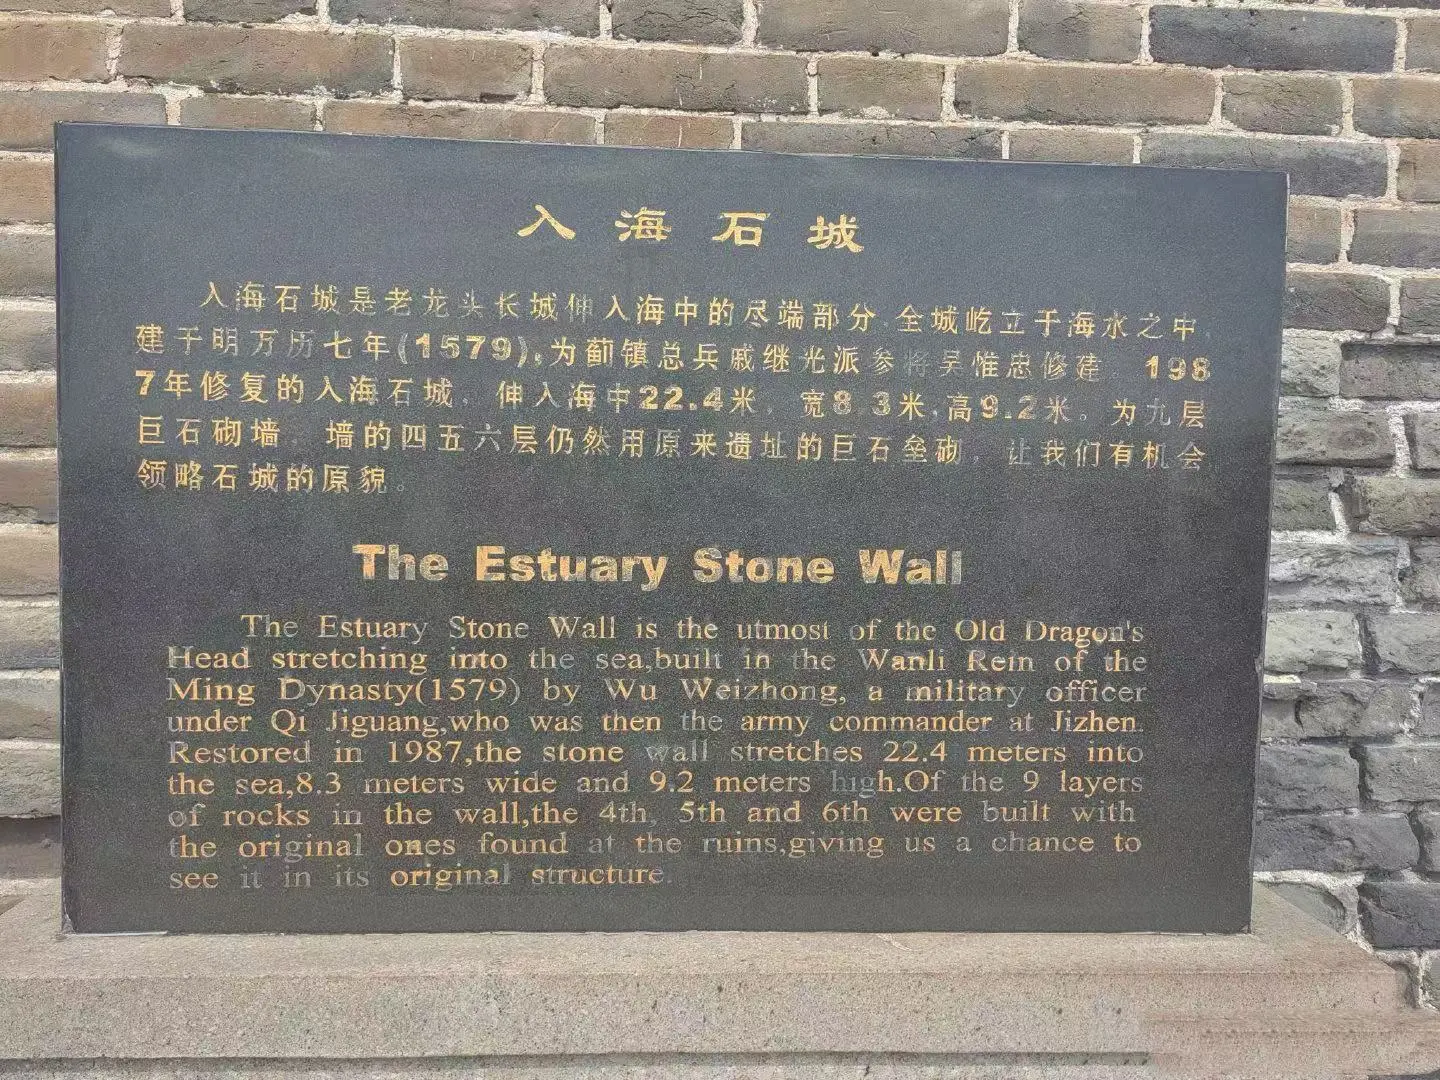 入海石城
入海石城是老龙头长城伸入海中的尽端部分,全城屹立于海水之中,
建于明万历七年(1579),为蓟镇总兵戚继光派参将吴惟忠修建。198
7年修复的入海石城,伸入海中22.4米,宽8.3米,高9.2米。为九层
巨石砌墙,墙的四五六层仍然用原来遗址的巨石垒砌,让我们有机会
领略石城的原貌。
The Estuary Stone Wall
The Estuary Stone Wall is the utmost of the Old Dragon's
Head stretching into the sea,built in the Wanli Rein of the
Ming Dynasty(1579) by Wu Weizhong, a military officer
under Qi Jiguang,who was then the army commander at Jizhen.
Restored in 1987,the stone wall stretches 22.4 meters into
the sea,8.3 meters wide and 9.2 meters high.Of the 9 layers
of rocks in the wall,the 4th, 5th and 6th were built with
the original ones found at the ruins,giving us a chance to
see it in its original structure.